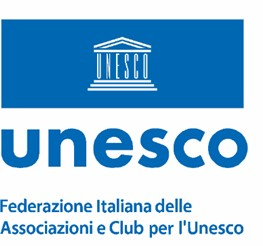 UNESCO
unesco
Federazione Italiana delle
Associazioni e Club per l'Unesco